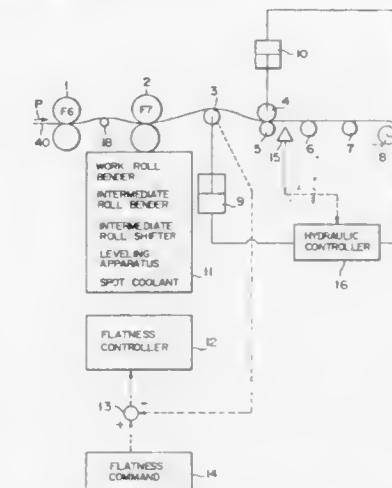 1
2
3
10
4
P
F6
F7
40
18
5
15
6
7
8
WORK ROLL
BENDER
INTERMEDIATE
ROLL BENDER
INTERMEDIATE
ROLL SHIFTER
LEVELING
APPARATUS
SPOT COOLANT
11
9
HYDRAULIC
CONTROLLER
16
FLATNESS
CONTROLLER
12
13
-
+
FLATNESS
COMMAND
14